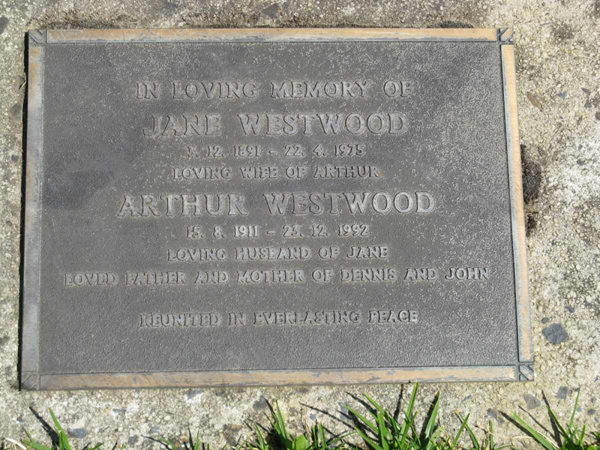 IN LOVING MEMORY OF
JANE WESTWOOD
12. 1891 - 22. 4. 1975
LOVING WIFE OF ARTHUR
ARTHUR WESTWOOD
15. 8. 1911 - 23. 12. 1992
LOVING HUSBAND OF JANE
LOVED FATHER AND MOTHER OF DENNIS AND JOHN
REUNITED IN EVERLASTING PEACE